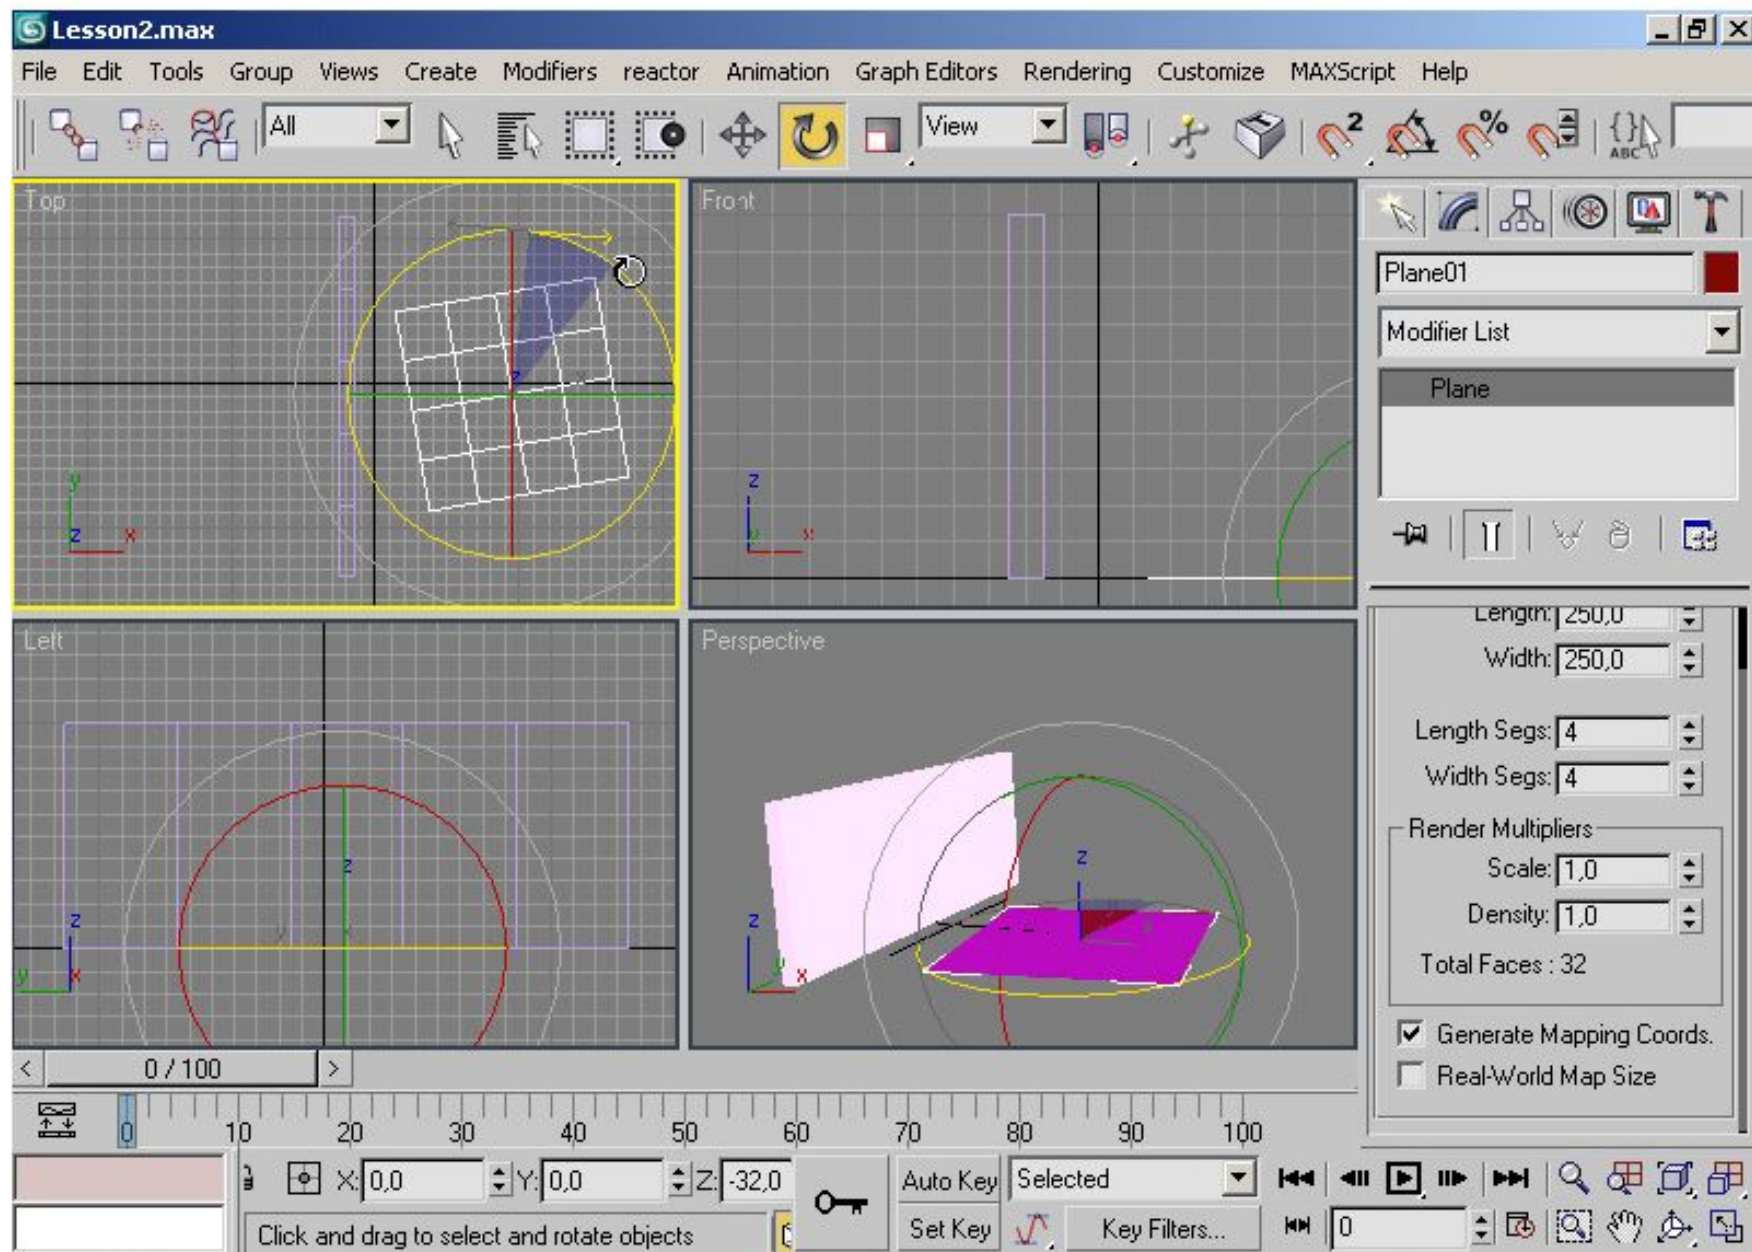 Lesson2.max
File Edit Tools Group Views Create Modifiers reactor Animation Graph Editors Rendering Customize MAXScript Help
All View 2 % {} ABC
Top
Front
Plane01
Modifier List
Plane
z x
y
z x
z
y x
Left
Perspective
Length: 250,0
Width: 250,0
Length Segs: 4
Width Segs: 4
Render Multipliers
Scale: 1,0
Density: 1,0
Total Faces : 32
z
z
y x
z
z
y x
Generate Mapping Coords.
Real-World Map Size
< 0 / 100 >
0 10 20 30 40 50 60 70 80 90 100
X: 0,0 Y: 0,0 Z: -32,0 Auto Key Selected
Click and drag to select and rotate objects Set Key Key Filters... 0